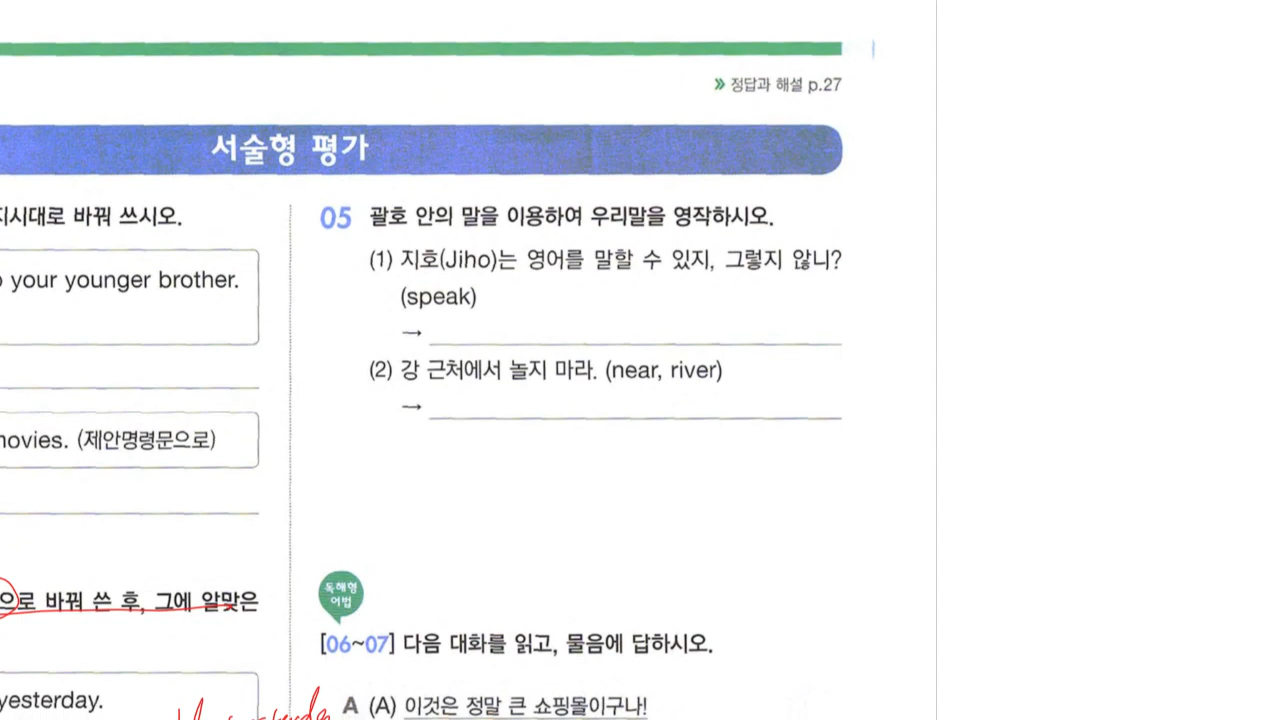 » 정답과 해설 p.27
서술형 평가
지시대로 바꿔 쓰시오.
your younger brother.
movies. (제안명령문으로)
으로 바꿔 쓴 후, 그에 알맞은
yesterday.
05 괄호 안의 말을 이용하여 우리말을 영작하시오.
(1) 지호(Jiho)는 영어를 말할 수 있지, 그렇지 않니?
(speak)
→
(2) 강 근처에서 놀지 마라. (near, river)
→
독해형
어법
[06~07] 다음 대화를 읽고, 물음에 답하시오.
A (A) 이것은 정말 큰 쇼핑몰이구나!